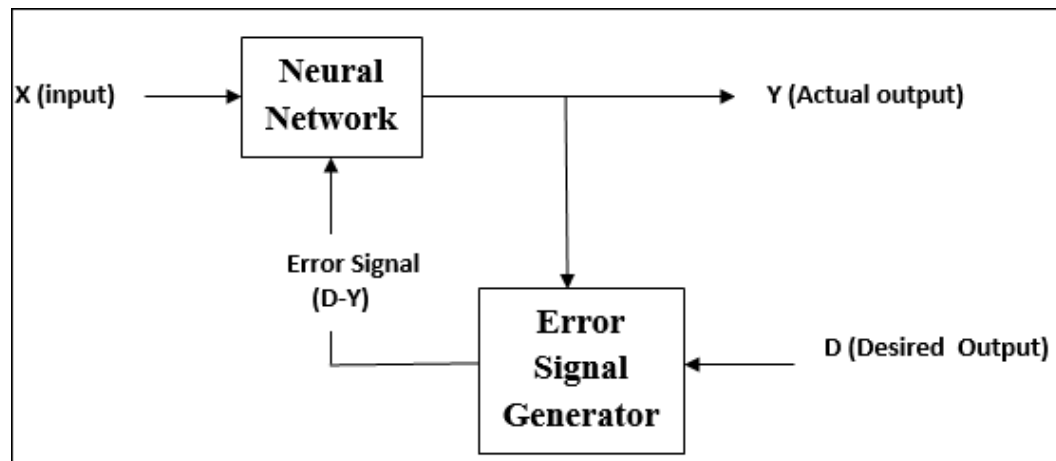 Neural
Network
X (input)
Y (Actual output)
Error Signal
(D-Y)
Error
Signal
Generator
D (Desired Output)